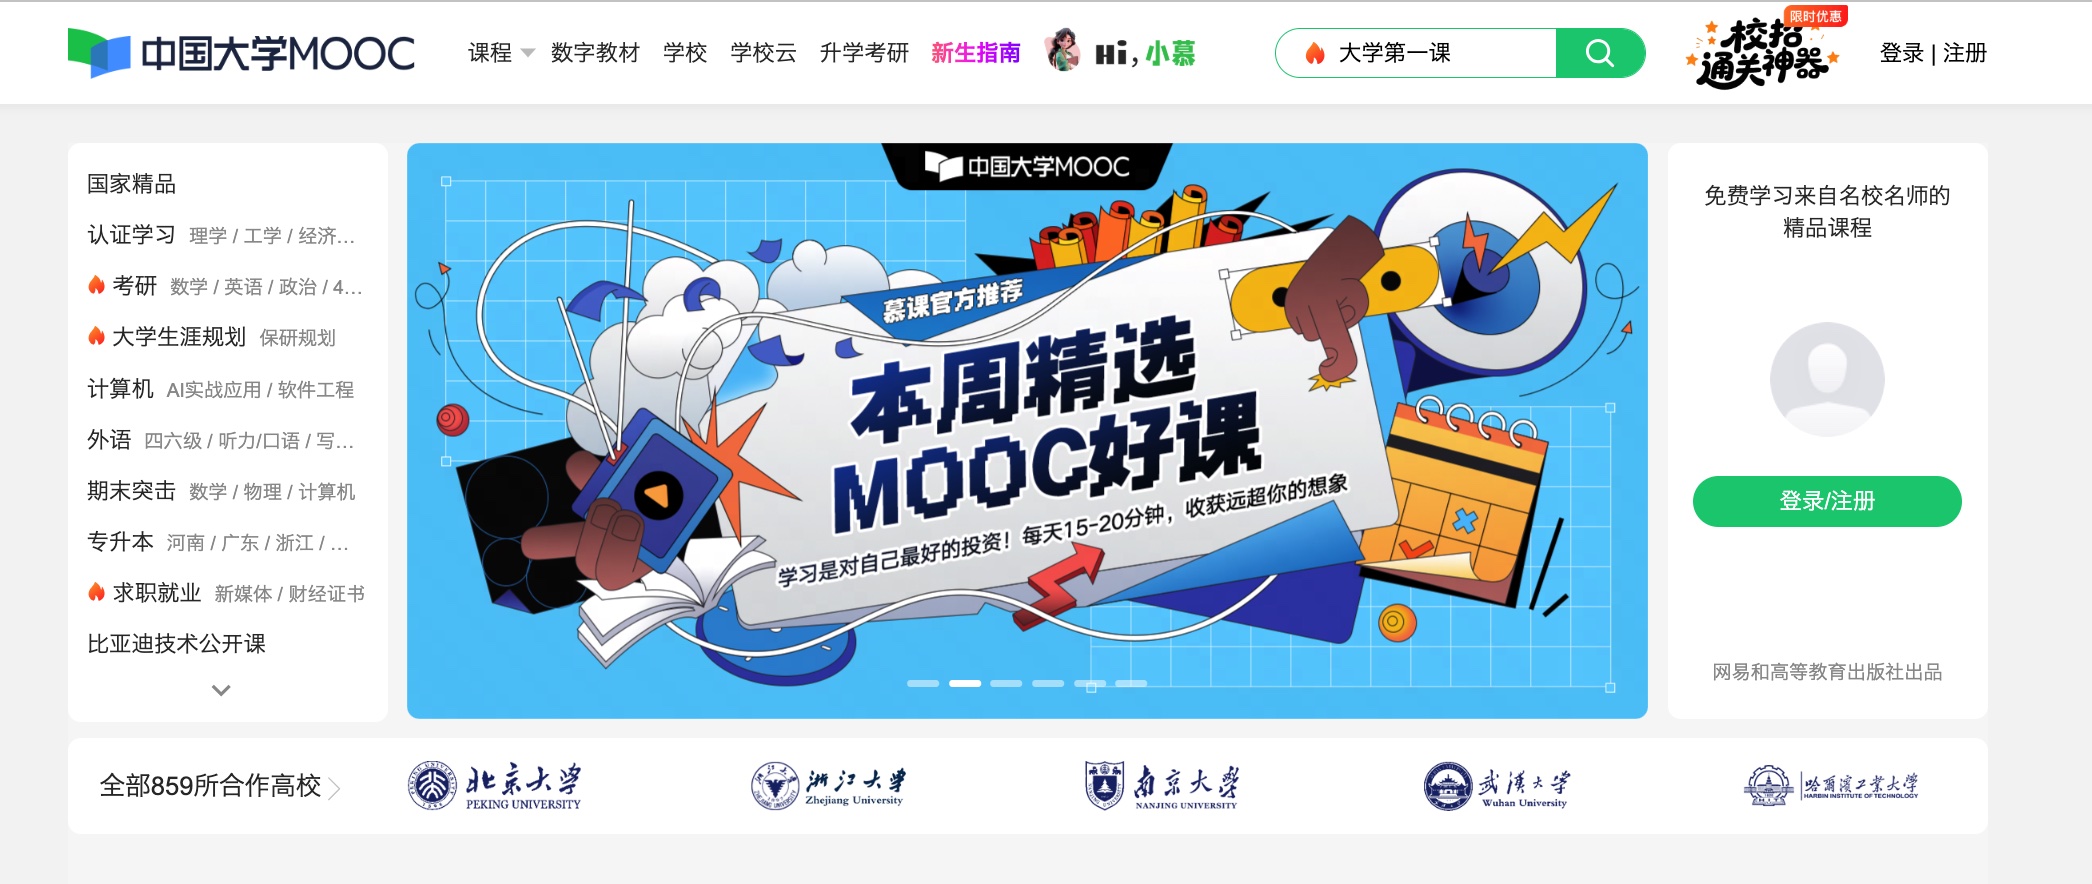 中国大学MOOC
课程 数字教材 学校 学校云 升学考研 新生指南 Hi,小慕
大学第一课
限时优惠
校招
通关神器
登录 | 注册
国家精品
认证学习 理学 / 工学 / 经济...
考研 数学 / 英语 / 政治 / 4...
大学生涯规划 保研规划
计算机 AI实战应用 / 软件工程
外语 四六级 / 听力/口语 / 写...
期末突击 数学 / 物理 / 计算机
专升本 河南 / 广东 / 浙江 / ...
求职就业 新媒体 / 财经证书
比亚迪技术公开课
中国大学MOOC
慕课官方推荐
本周精选
MOOC好课
学习是对自己最好的投资！每天15-20分钟，收获远超你的想象
免费学习来自名校名师的
精品课程
登录/注册
网易和高等教育出版社出品
全部859所合作高校
北京大学
PEKING UNIVERSITY
浙江大学
Zhejiang University
南京大学
NANJING UNIVERSITY
武汉大学
Wuhan University
哈爾濱工業大学
HARBIN INSTITUTE OF TECHNOLOGY